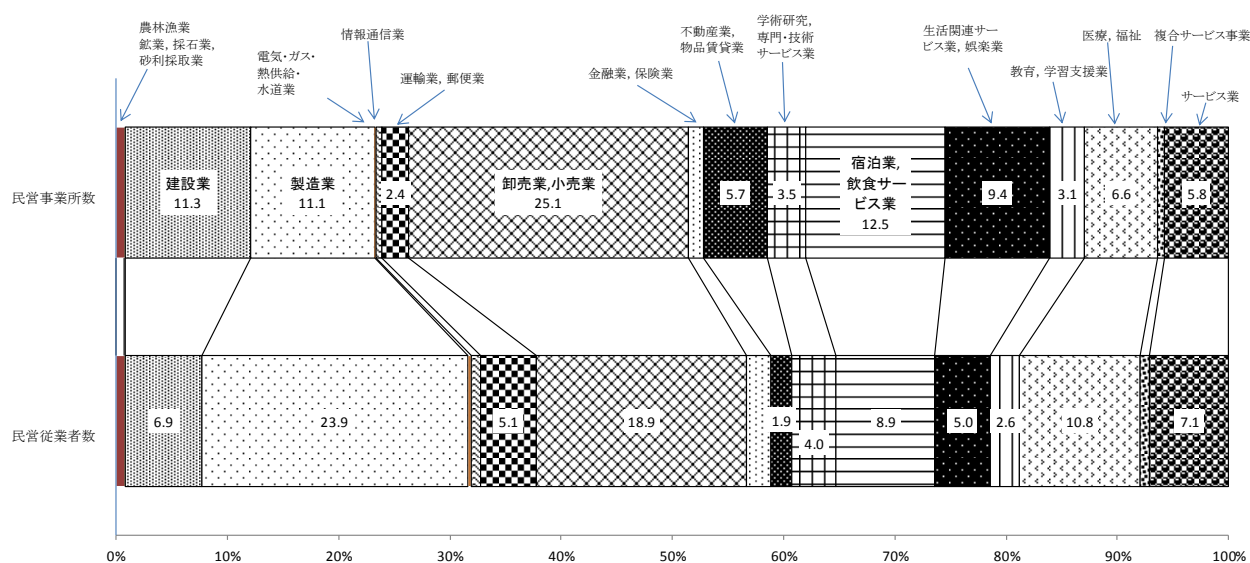 農林漁業
鉱業, 採石業,
砂利採取業
電気･ガス･
熱供給･
水道業
情報通信業
運輸業, 郵便業
金融業, 保険業
不動産業,
物品賃貸業
学術研究,
専門･技術
サービス業
生活関連サー
ビス業, 娯楽業
教育, 学習支援業
医療, 福祉
複合サービス事業
サービス業
民営事業所数
建設業
11.3
製造業
11.1
2.4
卸売業,小売業
25.1
5.7
3.5
宿泊業,
飲食サー
ビス業
12.5
9.4
3.1
6.6
5.8
民営従業者数
6.9
23.9
5.1
18.9
1.9
4.0
8.9
5.0
2.6
10.8
7.1
0% 10% 20% 30% 40% 50% 60% 70% 80% 90% 100%